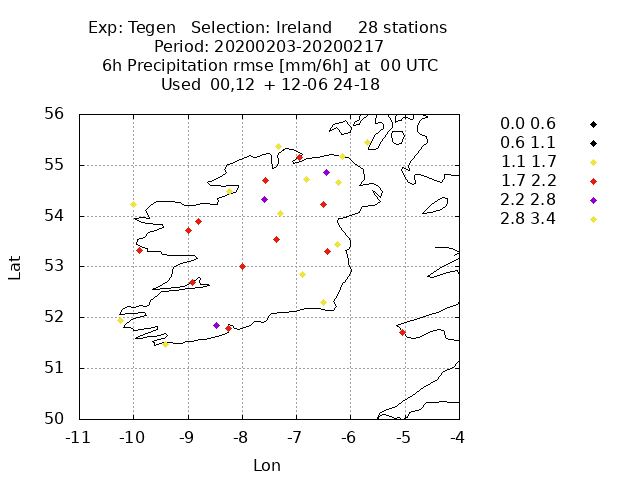 Exp: Tegen   Selection: Ireland     28 stations
Period: 20200203-20200217
6h Precipitation rmse [mm/6h] at  00 UTC
Used  00,12  + 12-06 24-18
0.0 0.6
0.6 1.1
1.1 1.7
1.7 2.2
2.2 2.8
2.8 3.4
56
55
54
53
52
51
50
Lat
-11 -10 -9 -8 -7 -6 -5 -4
Lon